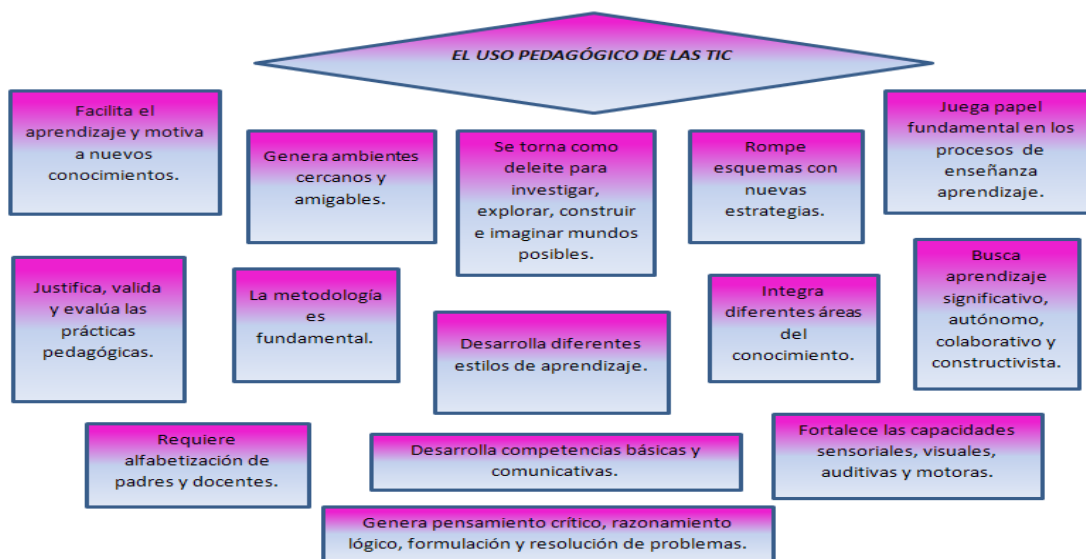 EL USO PEDAGÓGICO DE LAS TIC
Facilita el
aprendizaje y motiva
a nuevos
conocimientos.
Genera ambientes
cercanos y
amigables.
Se torna como
deleite para
investigar,
explorar, construir
e imaginar mundos
posibles.
Rompe
esquemas con
nuevas
estrategias.
Juega papel
fundamental en los
procesos de
enseñanza
aprendizaje.
Justifica, valida
y evalúa las
prácticas
pedagógicas.
La metodología
es
fundamental.
Desarrolla diferentes
estilos de aprendizaje.
Integra
diferentes áreas
del
conocimiento.
Busca
aprendizaje
significativo,
autónomo,
colaborativo y
constructivista.
Requiere
alfabetización de
padres y docentes.
Desarrolla competencias básicas y
comunicativas.
Fortalece las capacidades
sensoriales, visuales,
auditivas y motoras.
Genera pensamiento crítico, razonamiento
lógico, formulación y resolución de problemas.